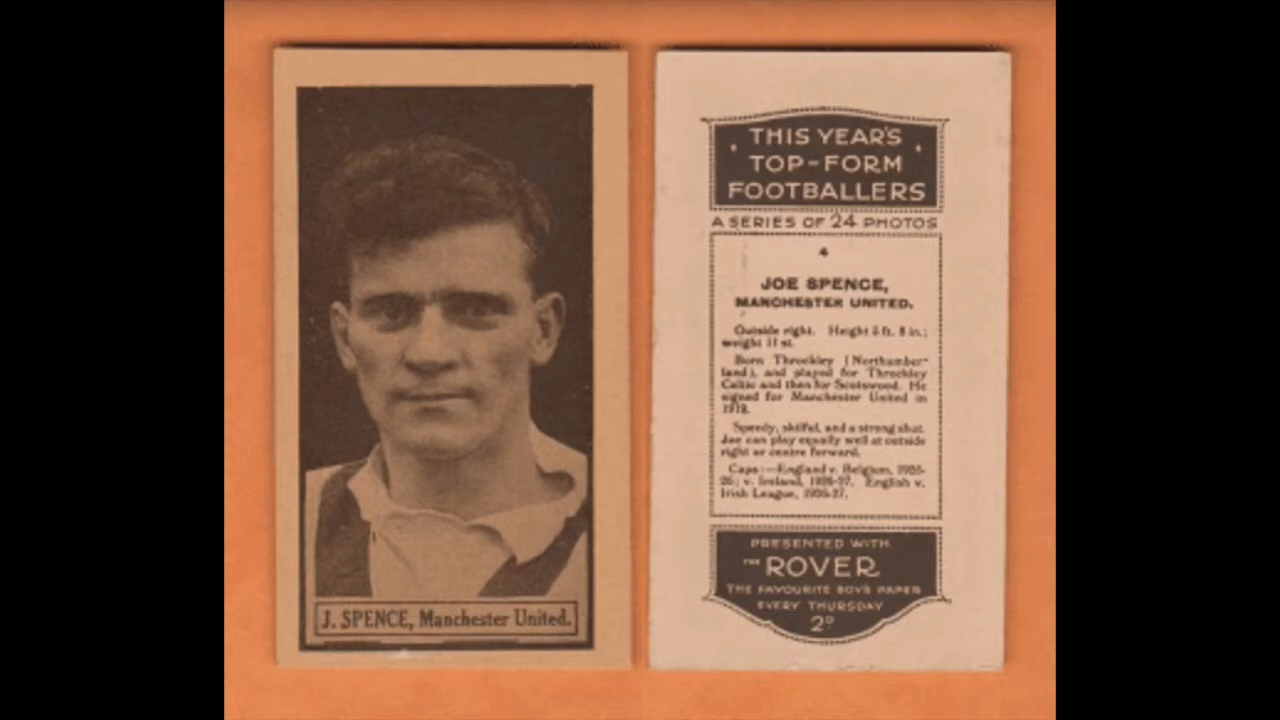 J. SPENCE, Manchester United.
THIS YEAR'S
TOP-FORM
FOOTBALLERS
A SERIES OF 24 PHOTOS
4
JOE SPENCE,
MANCHESTER UNITED.
Outside right. Height 5 ft. 8 in.;
weight 11 st.
Born Throckley (Northumber-
land), and played for Throckley
Celtic and then for Scotswood. He
signed for Manchester United in
1919.
Speedy, skilful, and a strong shot.
Joe can play equally well at outside
right or centre forward.
Caps:—England v. Belgium, 1925-
26; v. Ireland, 1926-27. English v.
Irish League, 1926-27.
PRESENTED WITH
THE ROVER
THE FAVOURITE BOYS PAPER
EVERY THURSDAY
2D